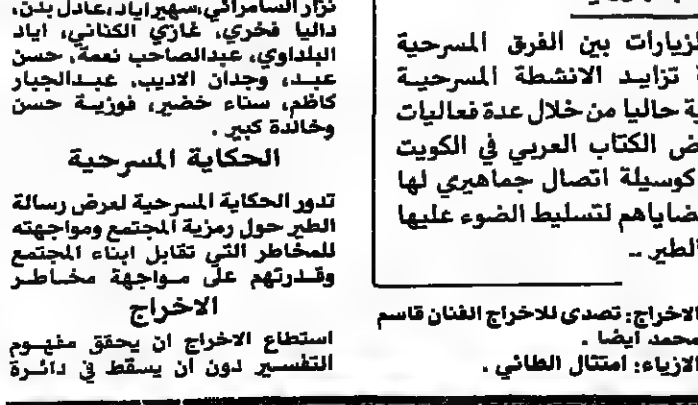 لزيارات بين الفرق المسرحية
تزايد الانشطة المسرحية
ية حاليا من خلال عدة فعاليات
ض الكتاب العربي في الكويت
كوسيلة اتصال جماهيري لها
ضاياهم لتسليط الضوء عليها
لطير ..
الاخراج: تصدى للاخراج الفنان قاسم
محمد ايضا .
الازياء: امتثال الطائي .
نزار السامرائي، سهير اياد، عادل بدن،
داليا فخري، غازي الكناني، اياد
البلداوي، عبدالصاحب نعمة، حسن
عبد، وجدان الاديب، عبدالجبار
كاظم، سناء خضير، فوزية حسن
وخالدة كبير .
الحكاية المسرحية
تدور الحكاية المسرحية لعرض رسالة
الطير حول رمزية المجتمع ومواجهته
للمخاطر التي تقابل ابناء المجتمع
وقدرتهم على مواجهة مخاطر
الاخراج
استطاع الاخراج ان يحقق مفهوم
التفسير دون ان يسقط في دائرة